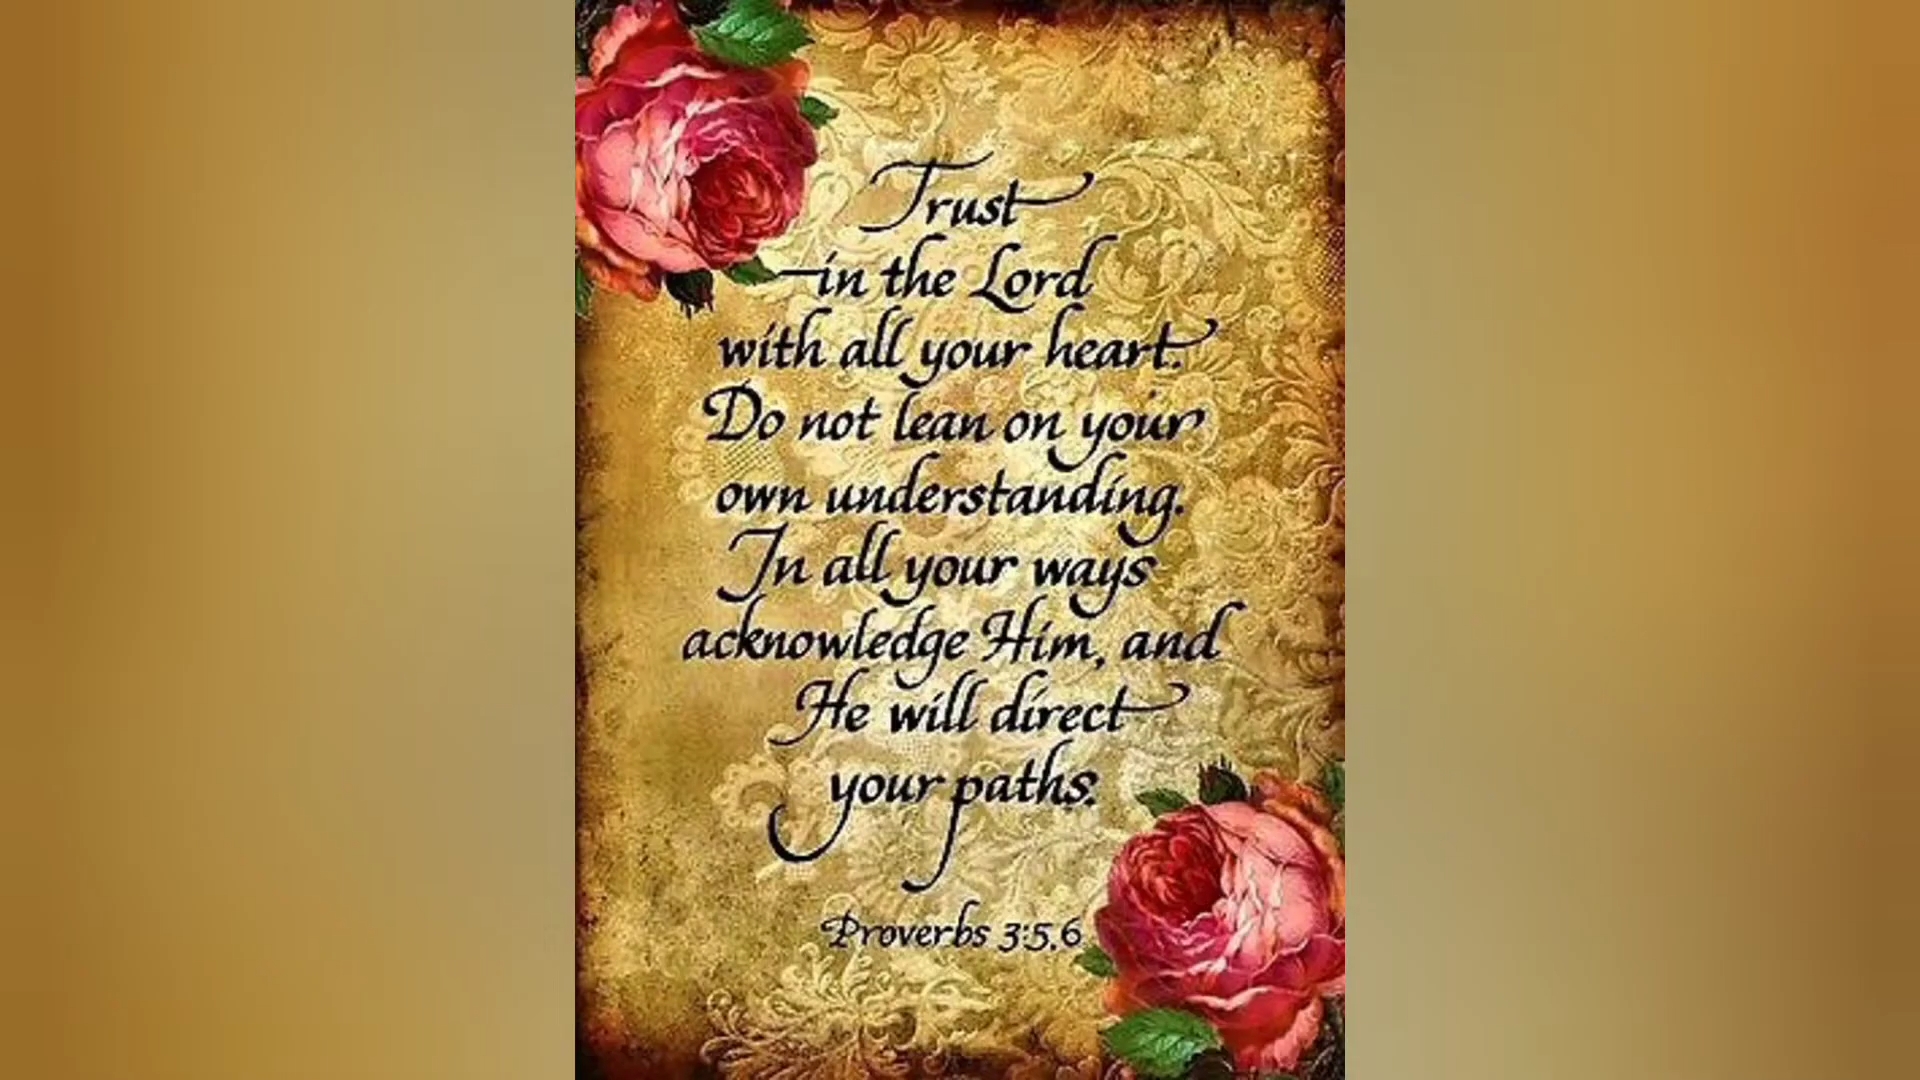 Trust
in the Lord
with all your heart.
Do not lean on your
own understanding.
In all your ways
acknowledge Him, and
He will direct
your paths.
Proverbs 3:5,6